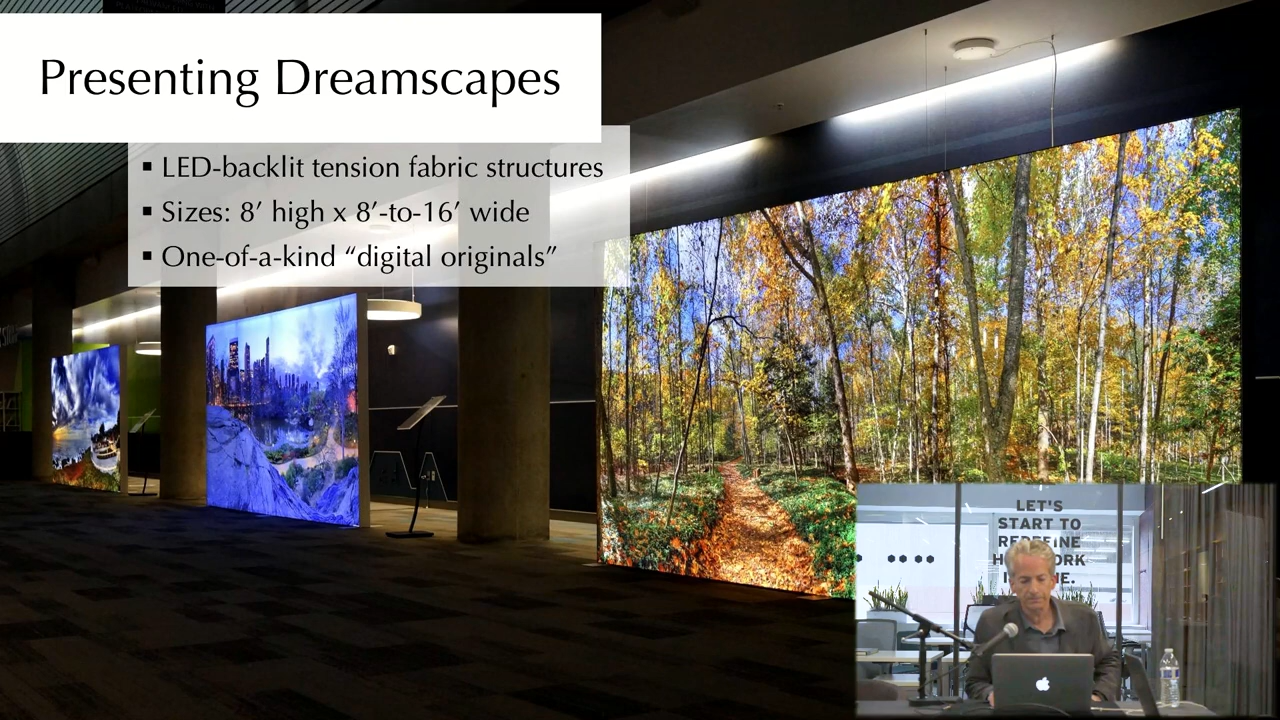 Presenting Dreamscapes
▪ LED-backlit tension fabric structures
▪ Sizes: 8’ high x 8’-to-16’ wide
▪ One-of-a-kind “digital originals”
LET'S
START TO